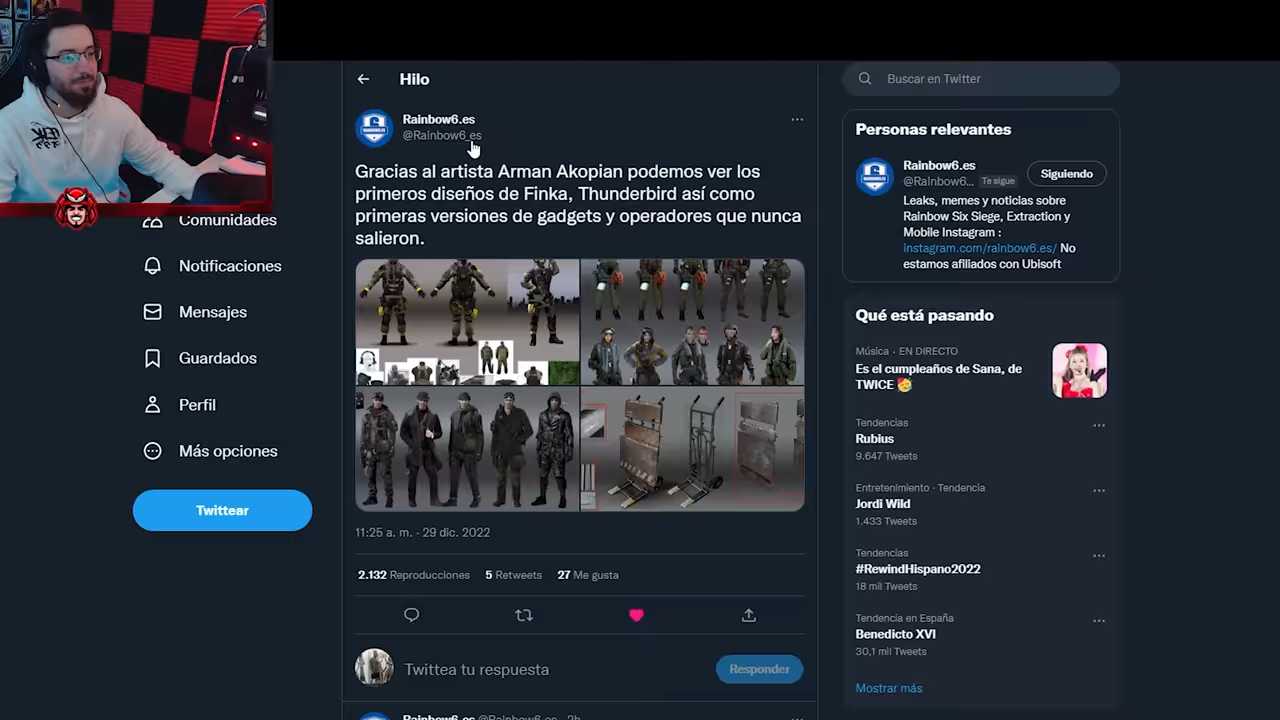 Hilo
Rainbow6.es
@Rainbow6_es
Gracias al artista Arman Akopian podemos ver los
primeros diseños de Finka, Thunderbird así como
primeras versiones de gadgets y operadores que nunca
salieron.
11:25 a. m. · 29 dic. 2022
2.132 Reproducciones 5 Retweets 27 Me gusta
Twittea tu respuesta
Responder
Rainbow6.es @Rainbow6_es · 2h
Comunidades
Notificaciones
Mensajes
Guardados
Perfil
Más opciones
Twittear
Buscar en Twitter
Personas relevantes
Rainbow6.es
@Rainbow6... Te sigue
Siguiendo
Leaks, memes y noticias sobre
Rainbow Six Siege, Extraction y
Mobile Instagram :
instagram.com/rainbow6.es/ No
estamos afiliados con Ubisoft
Qué está pasando
Música · EN DIRECTO
Es el cumpleaños de Sana, de
TWICE 🥳
Tendencias
Rubius
9.647 Tweets
Entretenimiento · Tendencia
Jordi Wild
1.433 Tweets
Tendencias
#RewindHispano2022
18 mil Tweets
Tendencia en España
Benedicto XVI
30,1 mil Tweets
Mostrar más